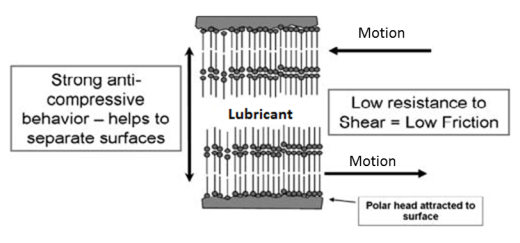 Motion
Strong anti-
compressive
behavior – helps to
separate surfaces
Lubricant
Low resistance to
Shear = Low Friction
Motion
Polar head attracted to
surface